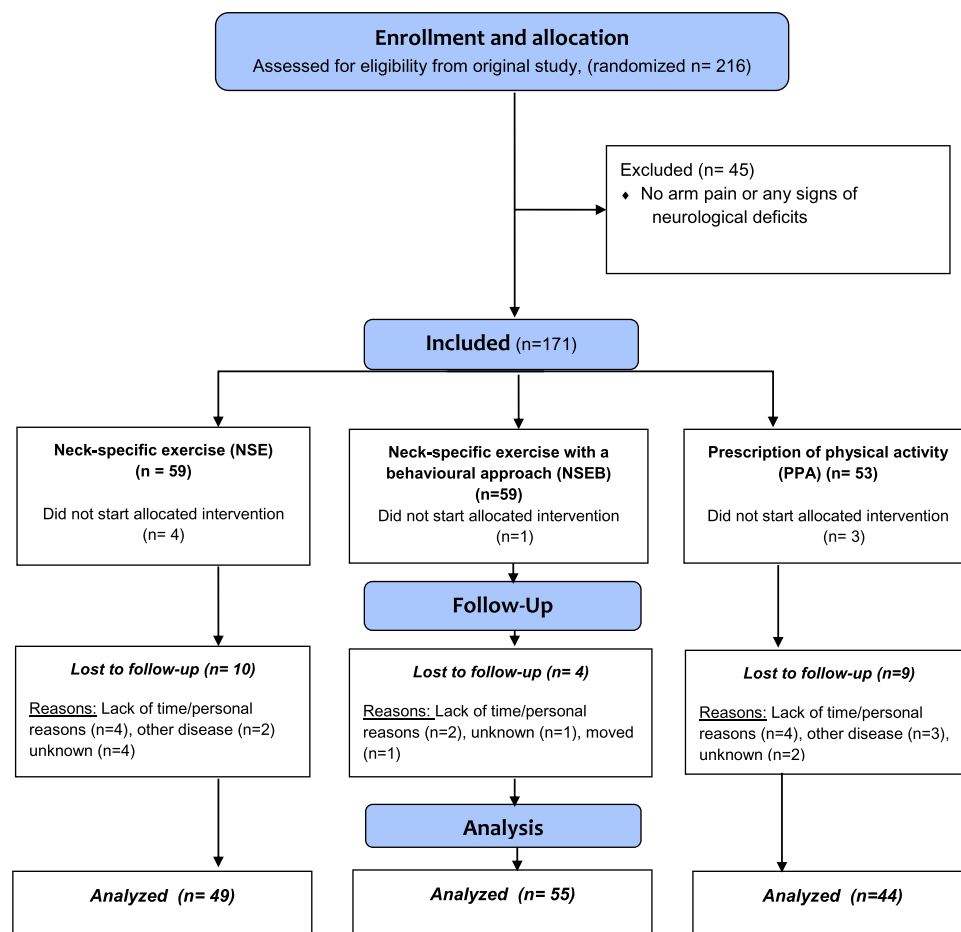 Enrollment and allocation
Assessed for eligibility from original study, (randomized n= 216)
Excluded (n= 45)
♦ No arm pain or any signs of
neurological deficits
Included (n=171)
Neck-specific exercise (NSE)
(n = 59)
Did not start allocated intervention
(n= 4)
Neck-specific exercise with a
behavioural approach (NSEB)
(n=59)
Did not start allocated intervention
(n=1)
Prescription of physical activity
(PPA) (n= 53)
Did not start allocated intervention
(n= 3)
Follow-Up
Lost to follow-up (n= 10)
Reasons: Lack of time/personal
reasons (n=4), other disease (n=2)
unknown (n=4)
Lost to follow-up (n= 4)
Reasons: Lack of time/personal
reasons (n=2), unknown (n=1), moved
(n=1)
Lost to follow-up (n=9)
Reasons: Lack of time/personal
reasons (n=4), other disease (n=3),
unknown (n=2)
Analysis
Analyzed (n= 49)
Analyzed (n= 55)
Analyzed (n=44)